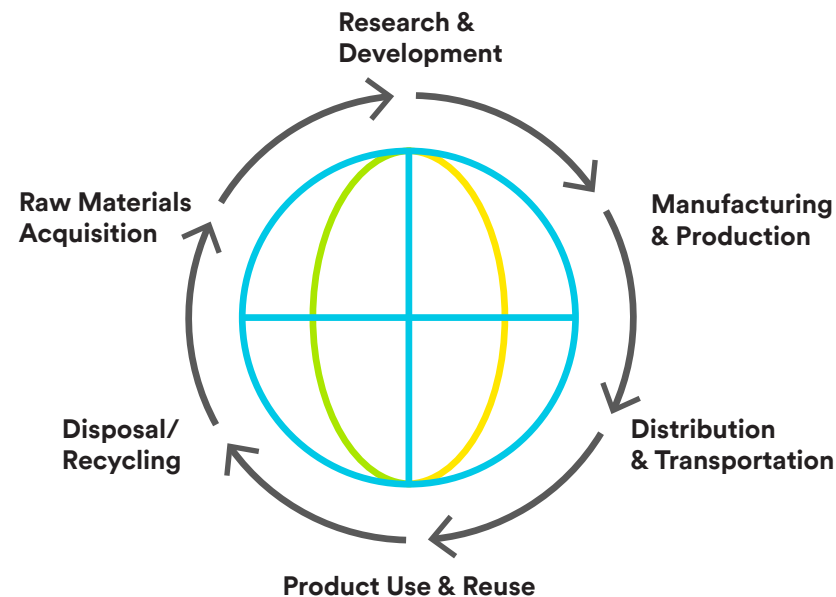 Research &
Development
Manufacturing
& Production
Distribution
& Transportation
Product Use & Reuse
Disposal/
Recycling
Raw Materials
Acquisition